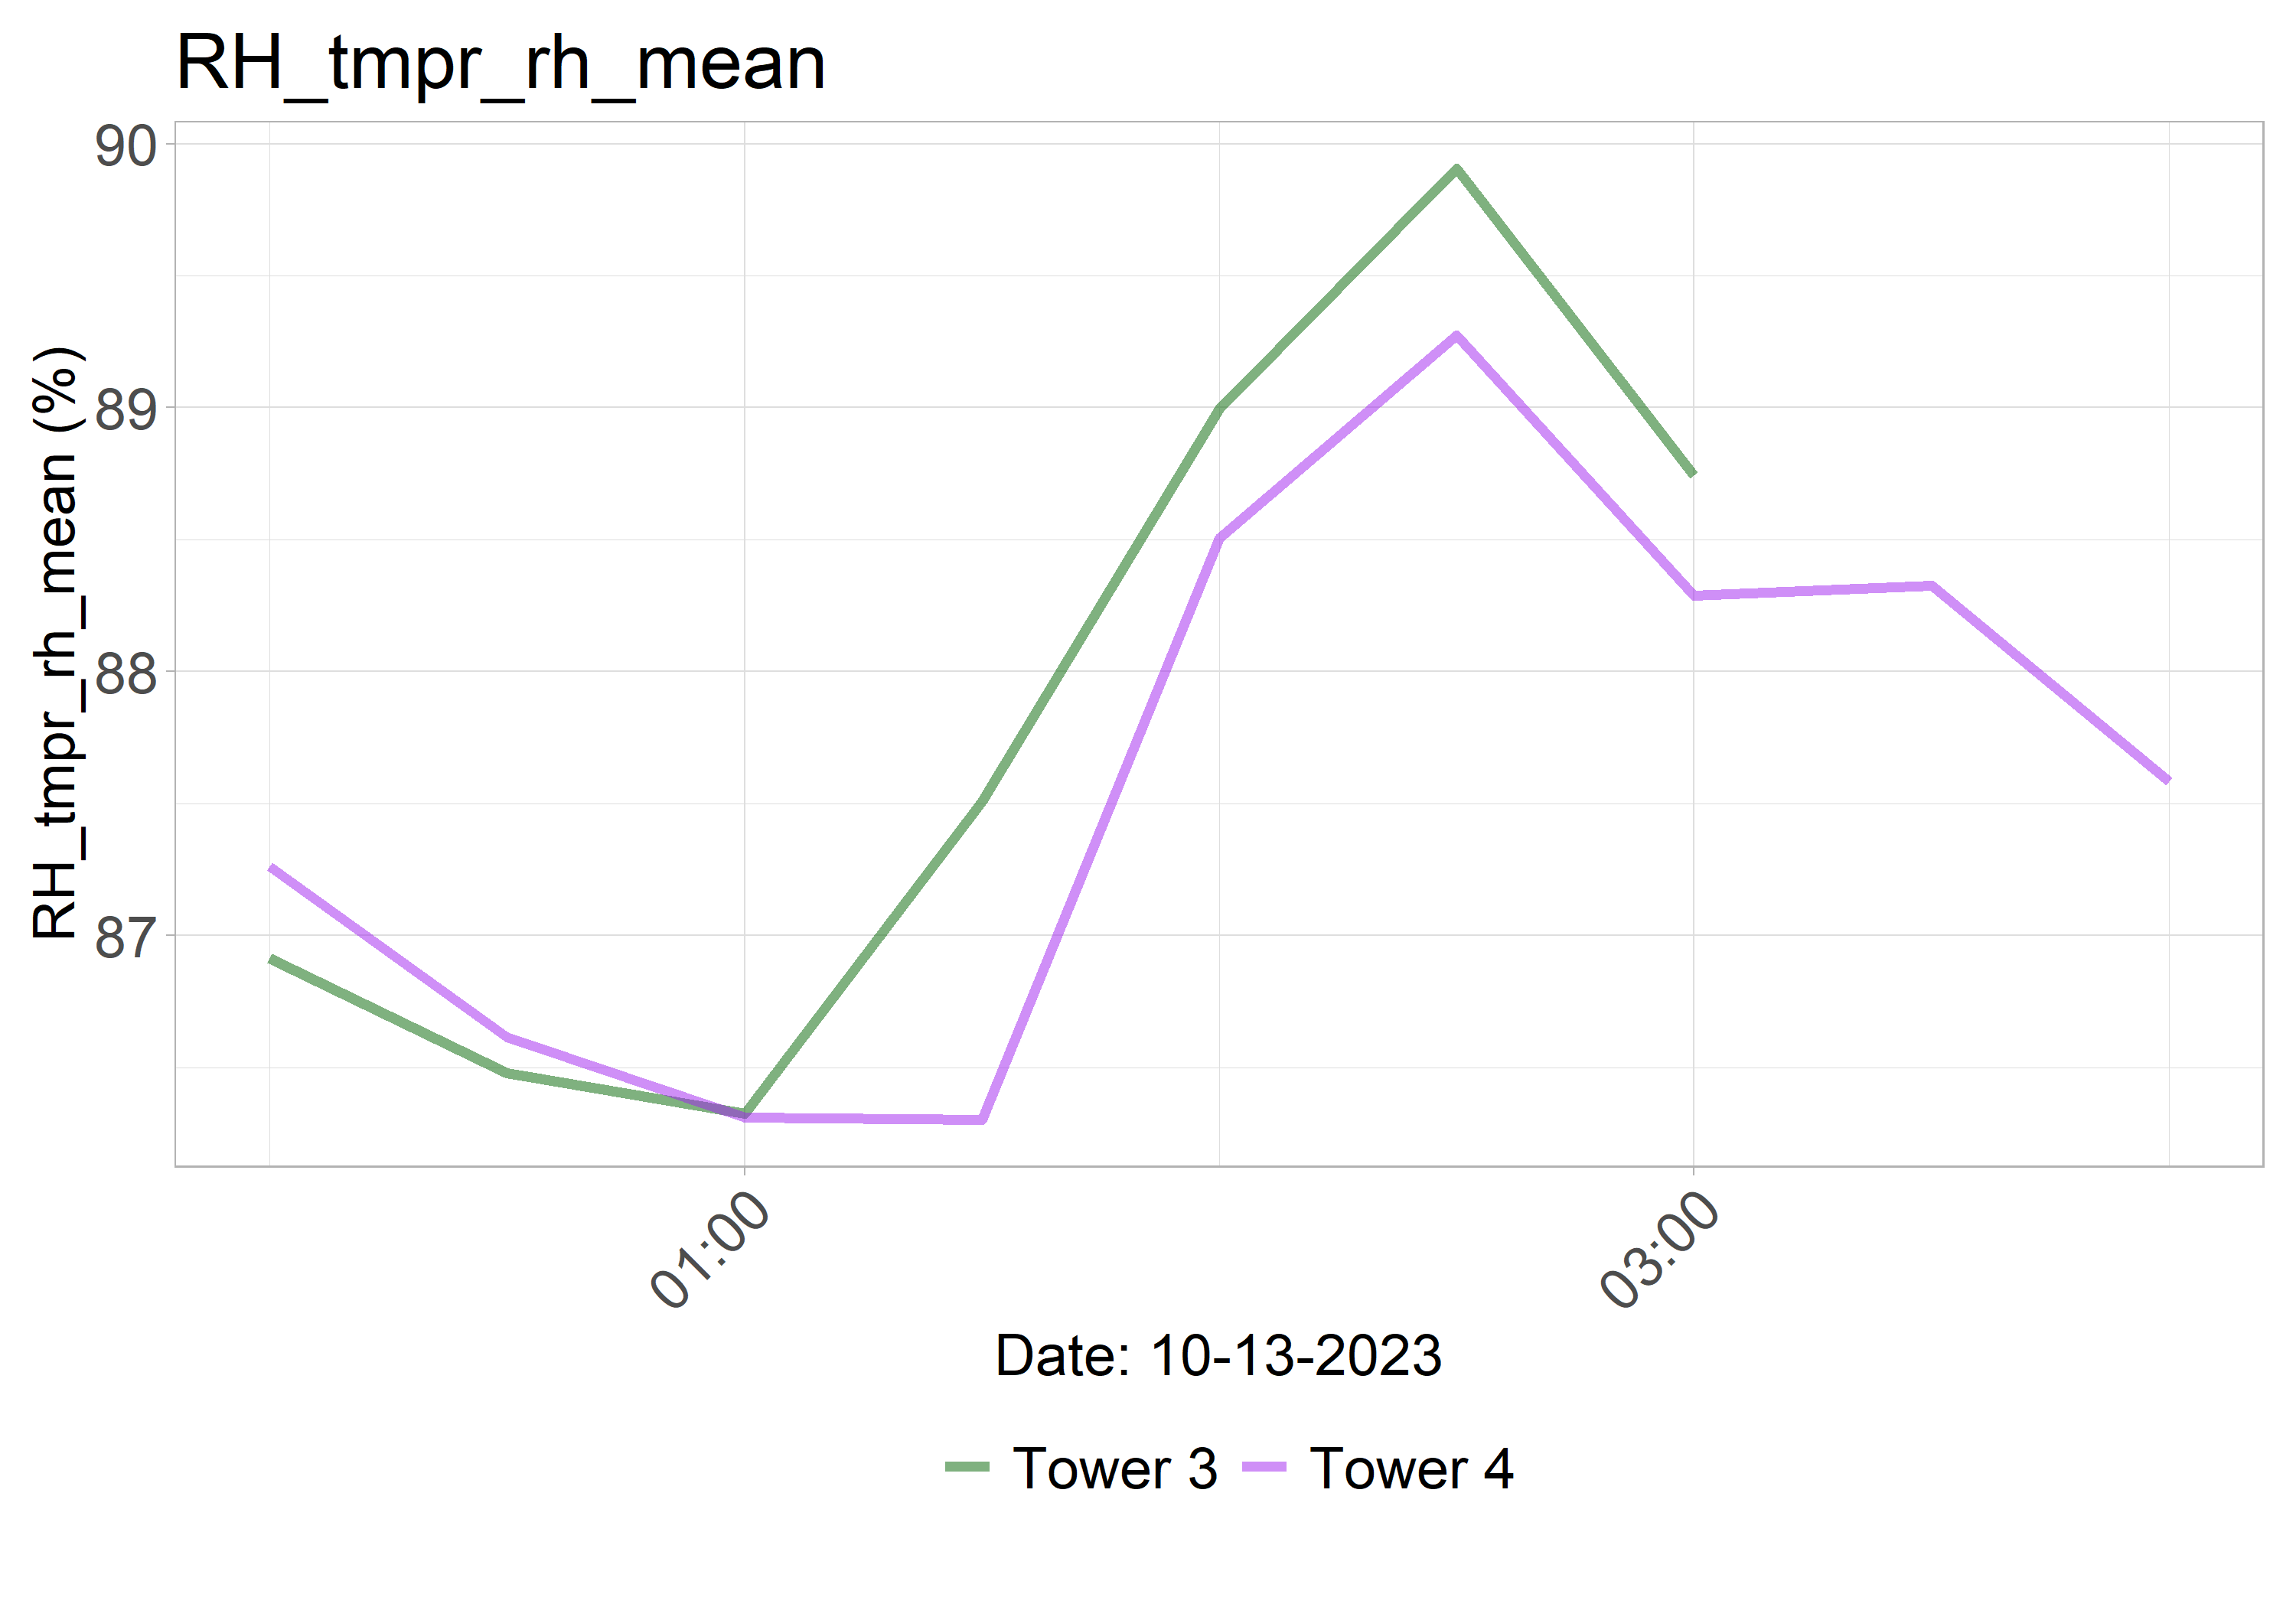 RH_tmpr_rh_mean
RH_tmpr_rh_mean (%)
90
89
88
87
01:00
03:00
Date: 10-13-2023
Tower 3
Tower 4